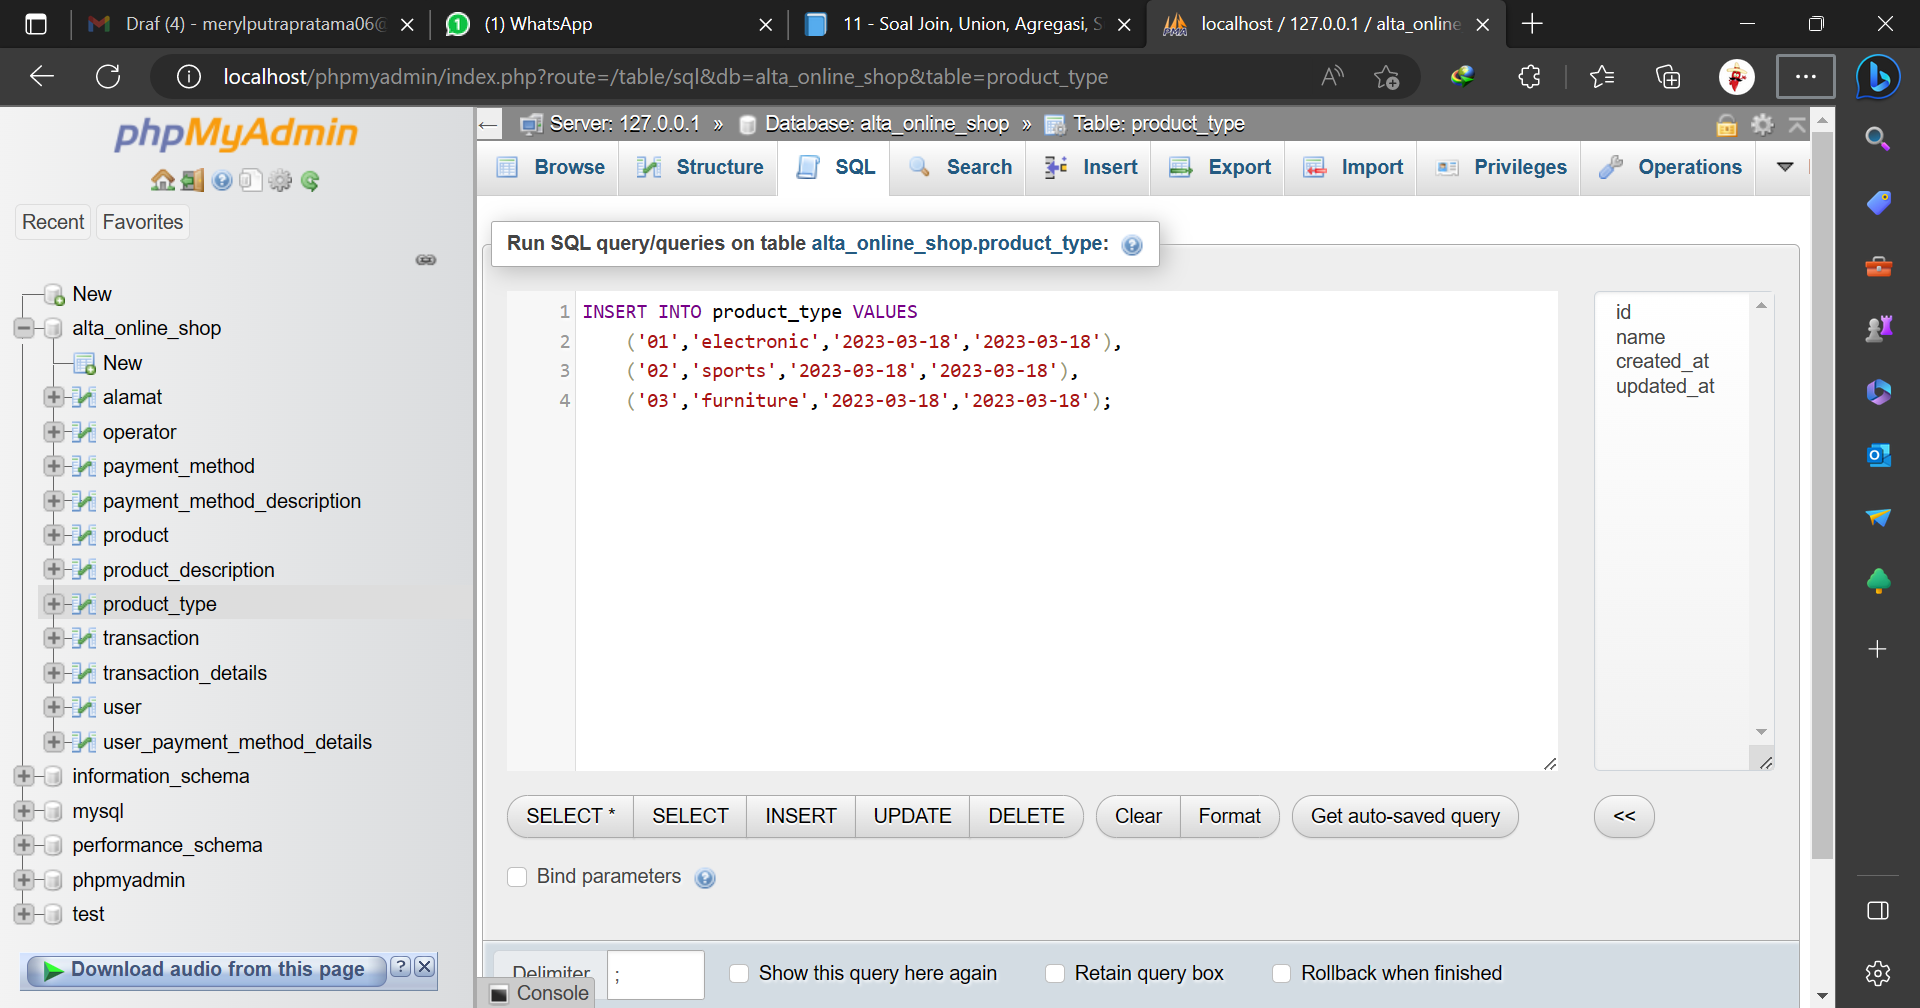 Draf (4) - merylputrapratama06@
(1) WhatsApp
11 - Soal Join, Union, Agregasi, S
localhost / 127.0.0.1 / alta_online
localhost/phpmyadmin/index.php?route=/table/sql&db=alta_online_shop&table=product_type
phpMyAdmin
Recent
Favorites
New
alta_online_shop
New
alamat
operator
payment_method
payment_method_description
product
product_description
product_type
transaction
transaction_details
user
user_payment_method_details
information_schema
mysql
performance_schema
phpmyadmin
test
Download audio from this page
?
Server: 127.0.0.1 » Database: alta_online_shop » Table: product_type
Browse
Structure
SQL
Search
Insert
Export
Import
Privileges
Operations
Run SQL query/queries on table alta_online_shop.product_type:
1 INSERT INTO product_type VALUES
2 ('01','electronic','2023-03-18','2023-03-18'),
3 ('02','sports','2023-03-18','2023-03-18'),
4 ('03','furniture','2023-03-18','2023-03-18');
id
name
created_at
updated_at
SELECT *
SELECT
INSERT
UPDATE
DELETE
Clear
Format
Get auto-saved query
<<
Bind parameters
Delimiter
;
Show this query here again
Retain query box
Rollback when finished
Console